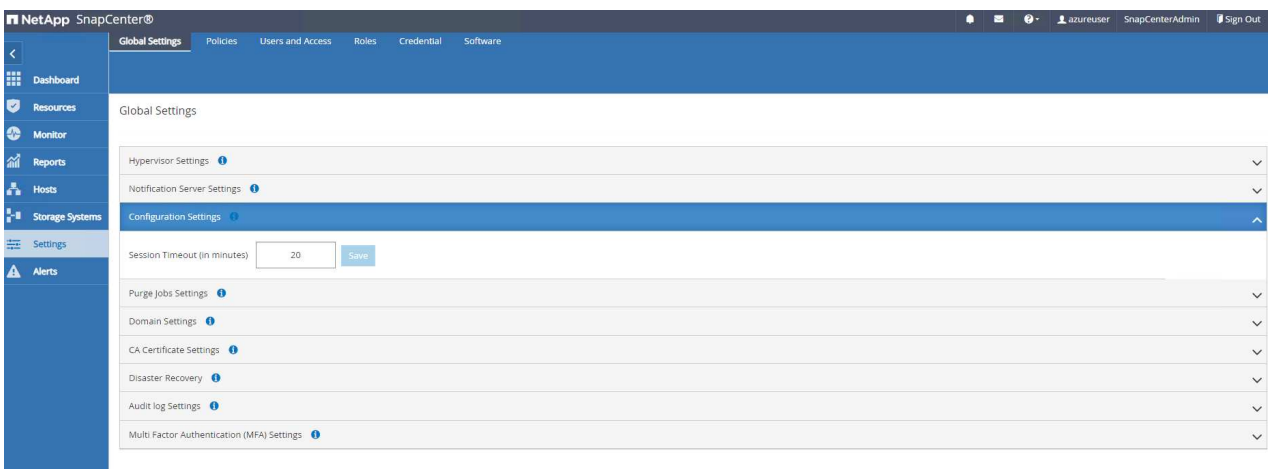 NetApp SnapCenter®
azureuser SnapCenterAdmin Sign Out
Global Settings Policies Users and Access Roles Credential Software
Dashboard
Resources
Monitor
Reports
Hosts
Storage Systems
Settings
Alerts
Global Settings
Hypervisor Settings
Notification Server Settings
Configuration Settings
Session Timeout (in minutes) 20 Save
Purge Jobs Settings
Domain Settings
CA Certificate Settings
Disaster Recovery
Audit log Settings
Multi Factor Authentication (MFA) Settings